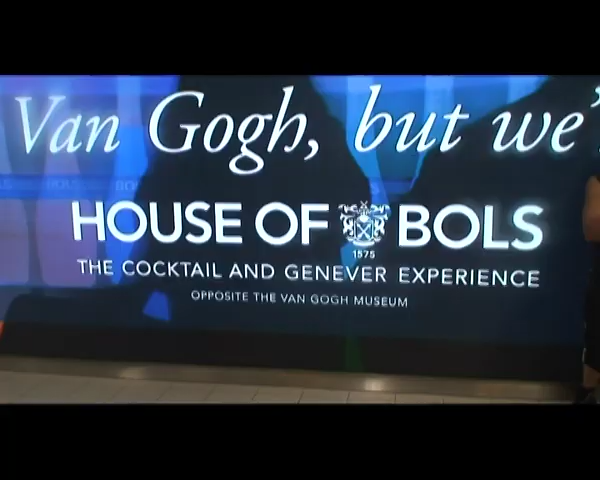 Van Gogh, but we'
HOUSE OF BOLS
1575
THE COCKTAIL AND GENEVER EXPERIENCE
OPPOSITE THE VAN GOGH MUSEUM